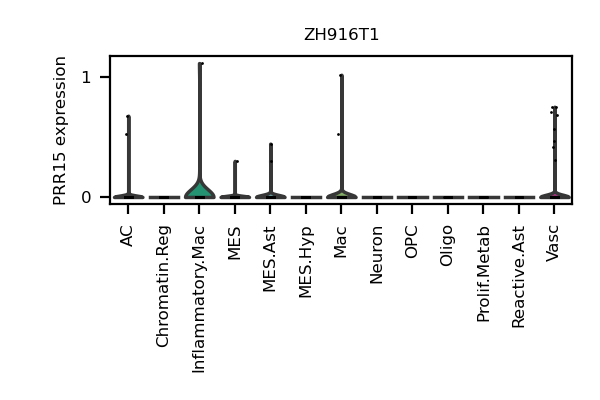 ZH916T1
PRR15 expression
1
0
AC
Chromatin.Reg
Inflammatory.Mac
MES
MES.Ast
MES.Hyp
Mac
Neuron
OPC
Oligo
Prolif.Metab
Reactive.Ast
Vasc